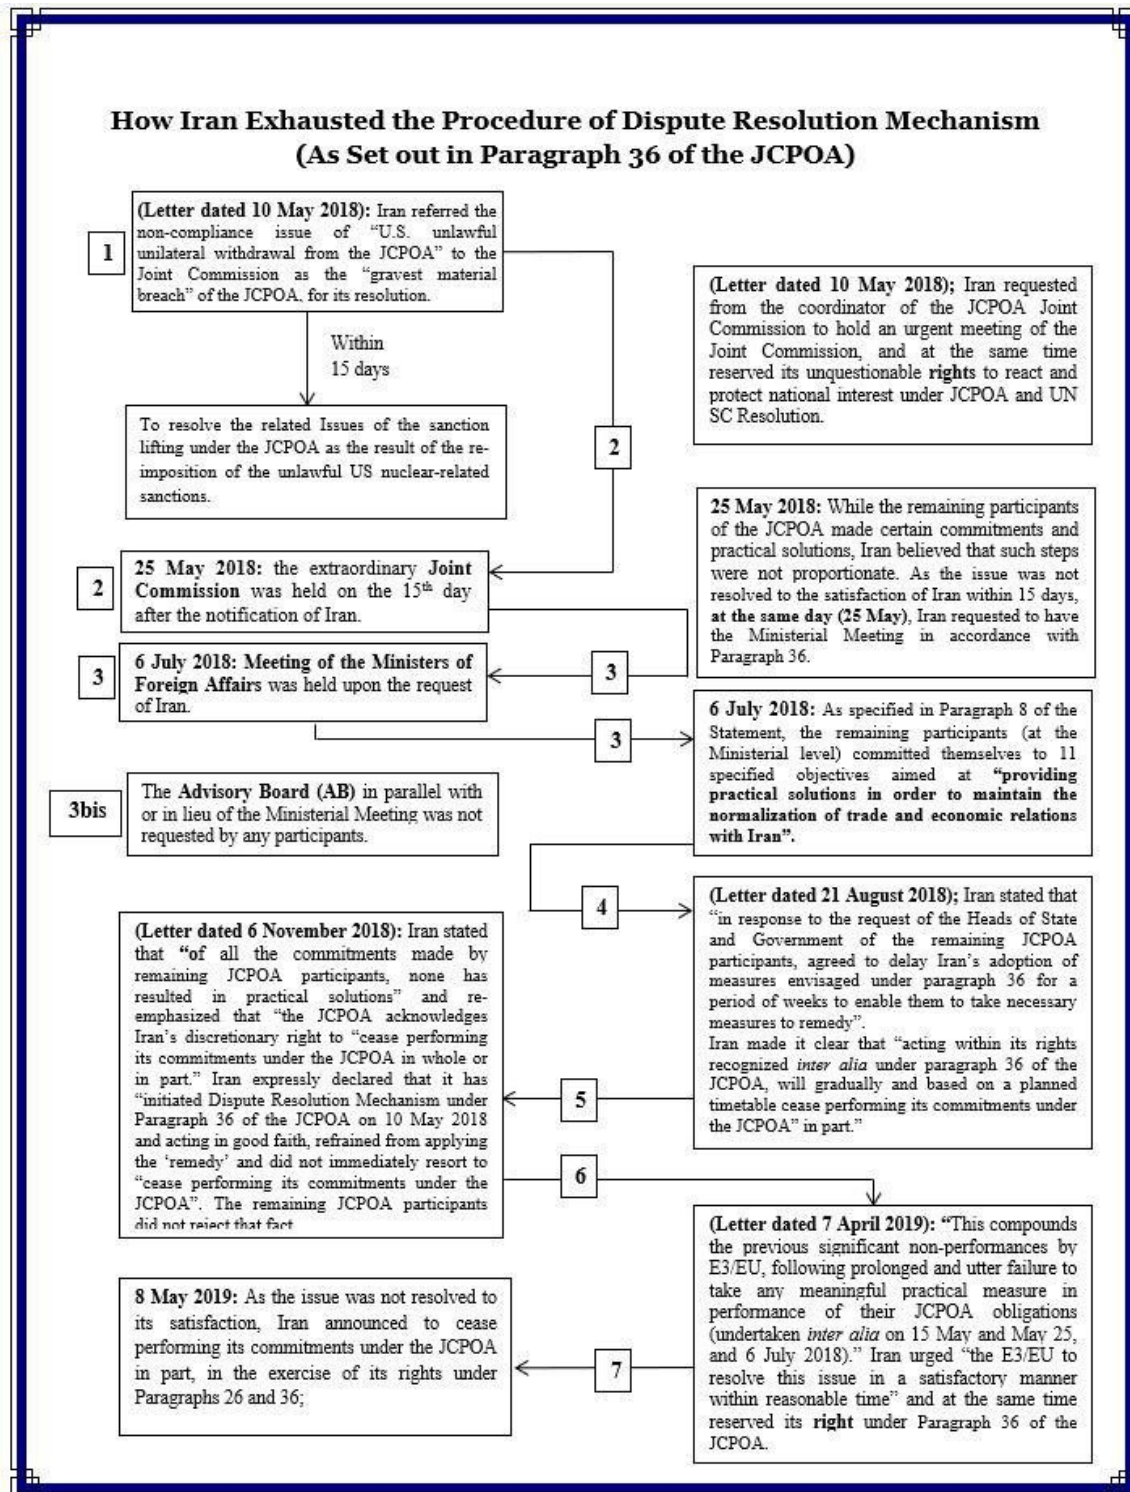 How Iran Exhausted the Procedure of Dispute Resolution Mechanism
(As Set out in Paragraph 36 of the JCPOA)
1
(Letter dated 10 May 2018): Iran referred the
non-compliance issue of “U.S. unlawful
unilateral withdrawal from the JCPOA” to the
Joint Commission as the “gravest material
breach” of the JCPOA, for its resolution.
Within
15 days
To resolve the related Issues of the sanction
lifting under the JCPOA as the result of the re-
imposition of the unlawful US nuclear-related
sanctions.
2
(Letter dated 10 May 2018); Iran requested
from the coordinator of the JCPOA Joint
Commission to hold an urgent meeting of the
Joint Commission, and at the same time
reserved its unquestionable rights to react and
protect national interest under JCPOA and UN
SC Resolution.
2
25 May 2018: the extraordinary Joint
Commission was held on the 15th day
after the notification of Iran.
25 May 2018: While the remaining participants
of the JCPOA made certain commitments and
practical solutions, Iran believed that such steps
were not proportionate. As the issue was not
resolved to the satisfaction of Iran within 15 days,
at the same day (25 May), Iran requested to have
the Ministerial Meeting in accordance with
Paragraph 36.
3
6 July 2018: Meeting of the Ministers of
Foreign Affairs was held upon the request
of Iran.
3
3
6 July 2018: As specified in Paragraph 8 of the
Statement, the remaining participants (at the
Ministerial level) committed themselves to 11
specified objectives aimed at “providing
practical solutions in order to maintain the
normalization of trade and economic relations
with Iran”.
3bis
The Advisory Board (AB) in parallel with
or in lieu of the Ministerial Meeting was not
requested by any participants.
4
(Letter dated 21 August 2018); Iran stated that
“in response to the request of the Heads of State
and Government of the remaining JCPOA
participants, agreed to delay Iran’s adoption of
measures envisaged under paragraph 36 for a
period of weeks to enable them to take necessary
measures to remedy”.
Iran made it clear that “acting within its rights
recognized inter alia under paragraph 36 of the
JCPOA, will gradually and based on a planned
timetable cease performing its commitments under
the JCPOA” in part.”
5
(Letter dated 6 November 2018): Iran stated
that “of all the commitments made by
remaining JCPOA participants, none has
resulted in practical solutions” and re-
emphasized that “the JCPOA acknowledges
Iran’s discretionary right to “cease performing
its commitments under the JCPOA in whole or
in part.” Iran expressly declared that it has
“initiated Dispute Resolution Mechanism under
Paragraph 36 of the JCPOA on 10 May 2018
and acting in good faith, refrained from applying
the ‘remedy’ and did not immediately resort to
“cease performing its commitments under the
JCPOA”. The remaining JCPOA participants
did not reject that fact
6
(Letter dated 7 April 2019): “This compounds
the previous significant non-performances by
E3/EU, following prolonged and utter failure to
take any meaningful practical measure in
performance of their JCPOA obligations
(undertaken inter alia on 15 May and May 25,
and 6 July 2018).” Iran urged “the E3/EU to
resolve this issue in a satisfactory manner
within reasonable time” and at the same time
reserved its right under Paragraph 36 of the
JCPOA.
7
8 May 2019: As the issue was not resolved to
its satisfaction, Iran announced to cease
performing its commitments under the JCPOA
in part, in the exercise of its rights under
Paragraphs 26 and 36;